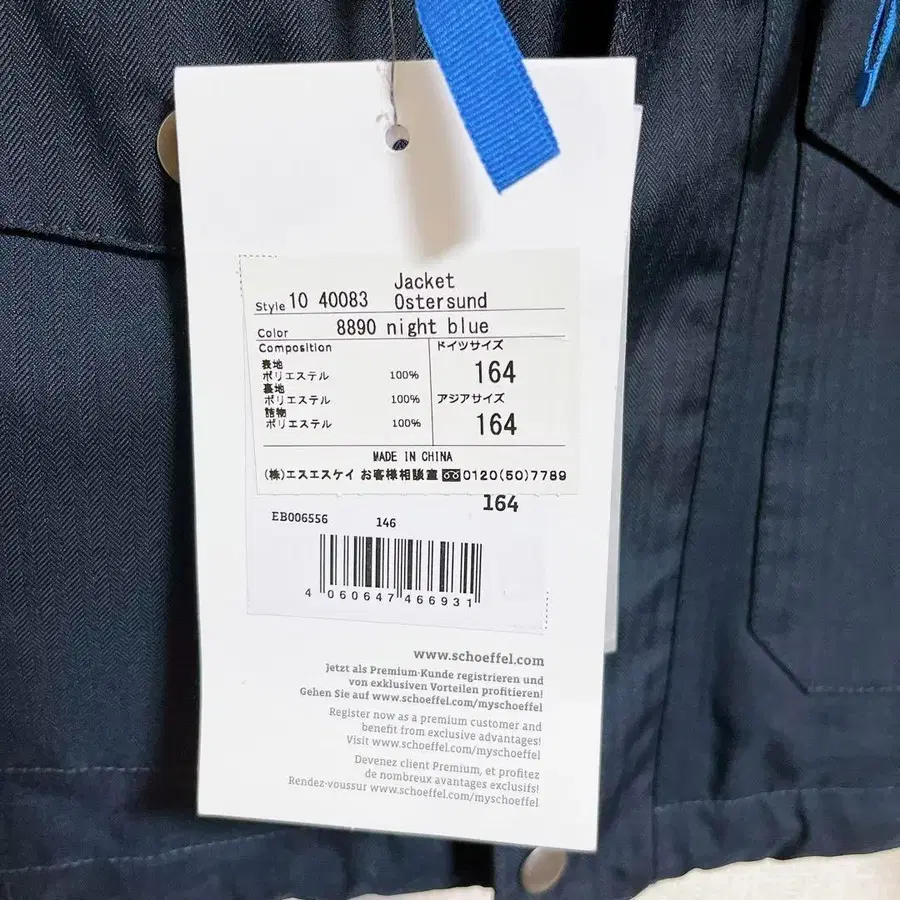 Jacket
Style 10 40083 Ostersund
Color 8890 night blue
Composition
表地
ポリエステル 100%
裏地
ポリエステル 100%
詰物
ポリエステル 100%
ドイツサイズ
164
アジアサイズ
164
MADE IN CHINA
(株)エスエスケイ お客様相談室 0120(50)7789
164
EB006556 146
4 060647 466931
www.schoeffel.com
Jetzt als Premium-Kunde registrieren und
von exklusiven Vorteilen profitieren!
Gehen Sie auf www.schoeffel.com/myschoeffel
Register now as a premium customer and
benefit from exclusive advantages!
Visit www.schoeffel.com/myschoeffel
Devenez client Premium, et profitez
de nombreux avantages exclusifs!
Rendez-voussur www.schoeffel.com/myschoeffel